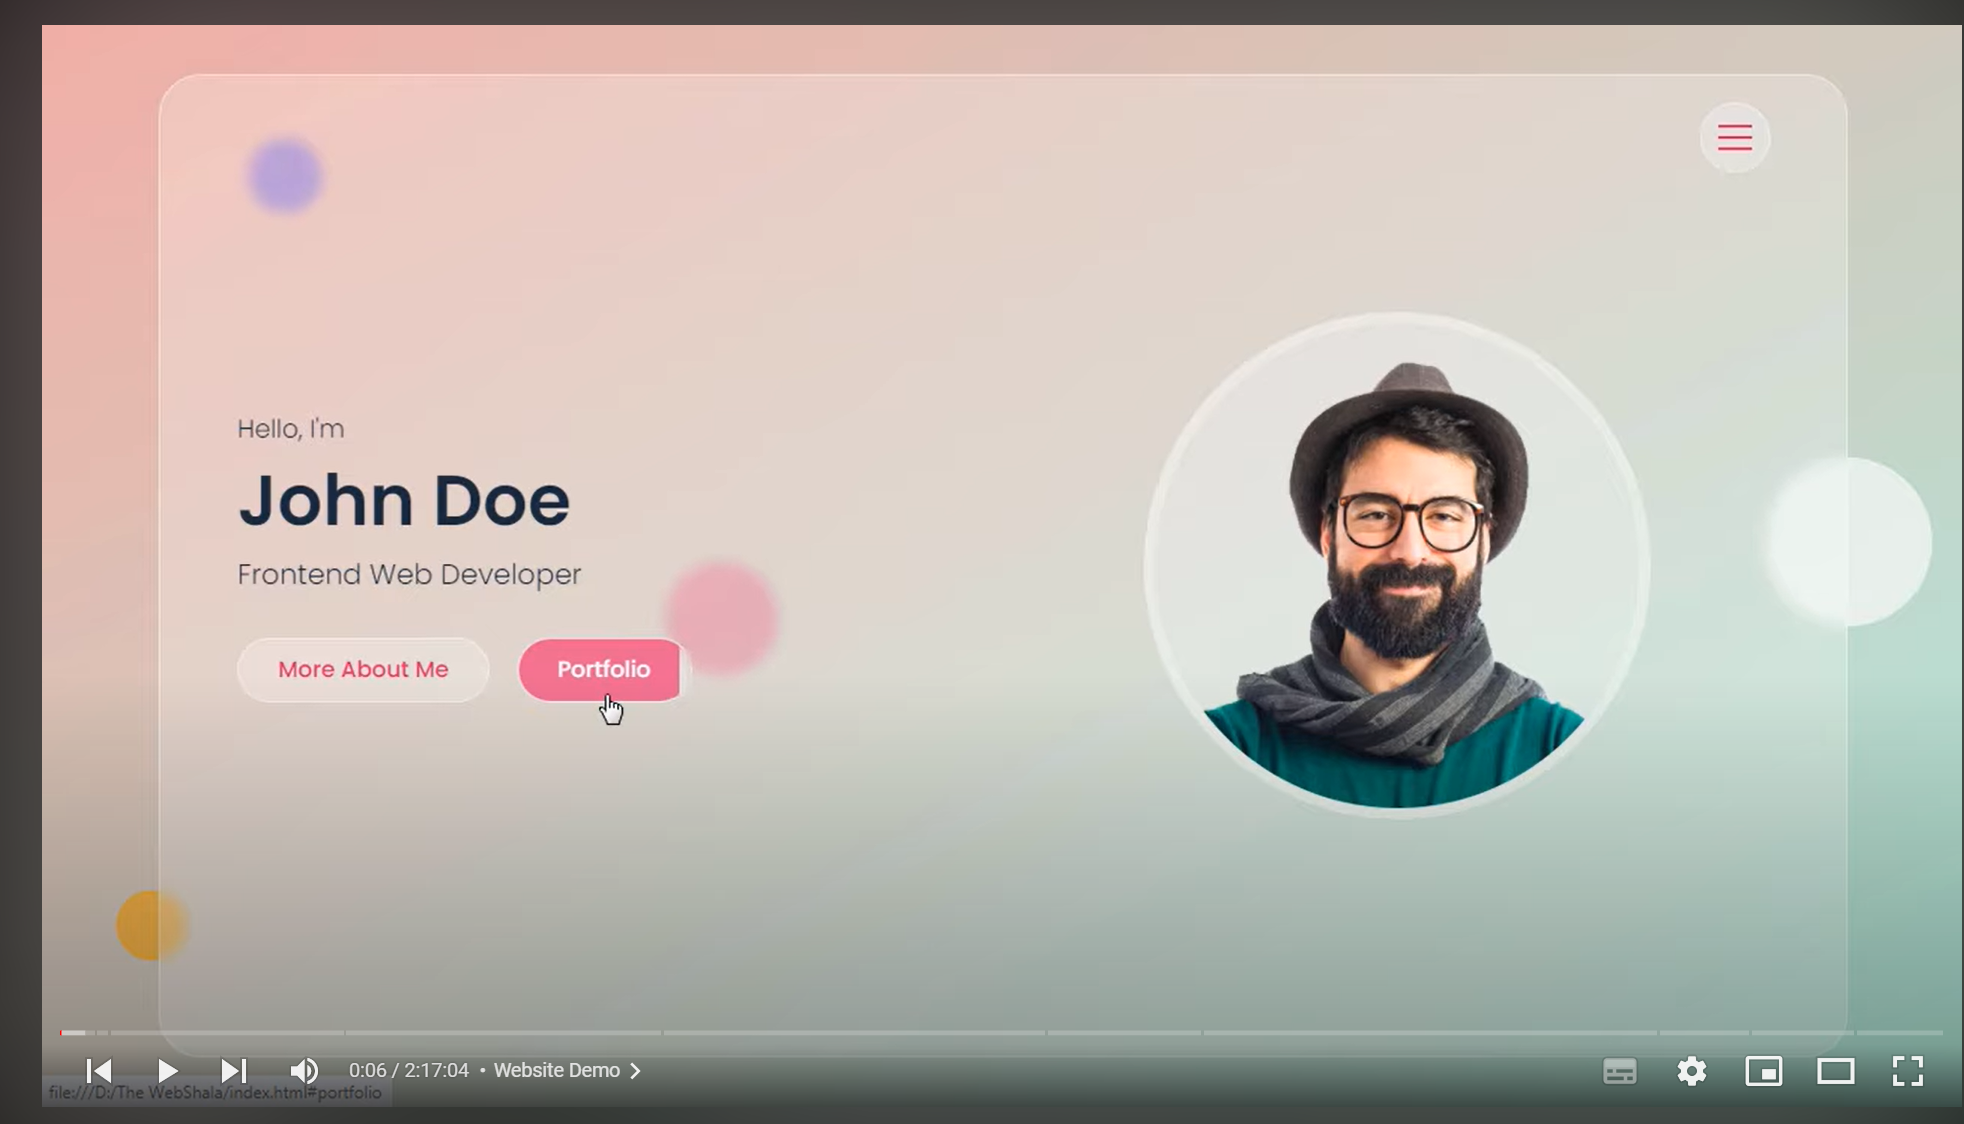 Hello, I'm
John Doe
Frontend Web Developer
More About Me
Portfolio
0:06 / 2:17:04 • Website Demo
file:///D:/The WebShala/index.html#portfolio